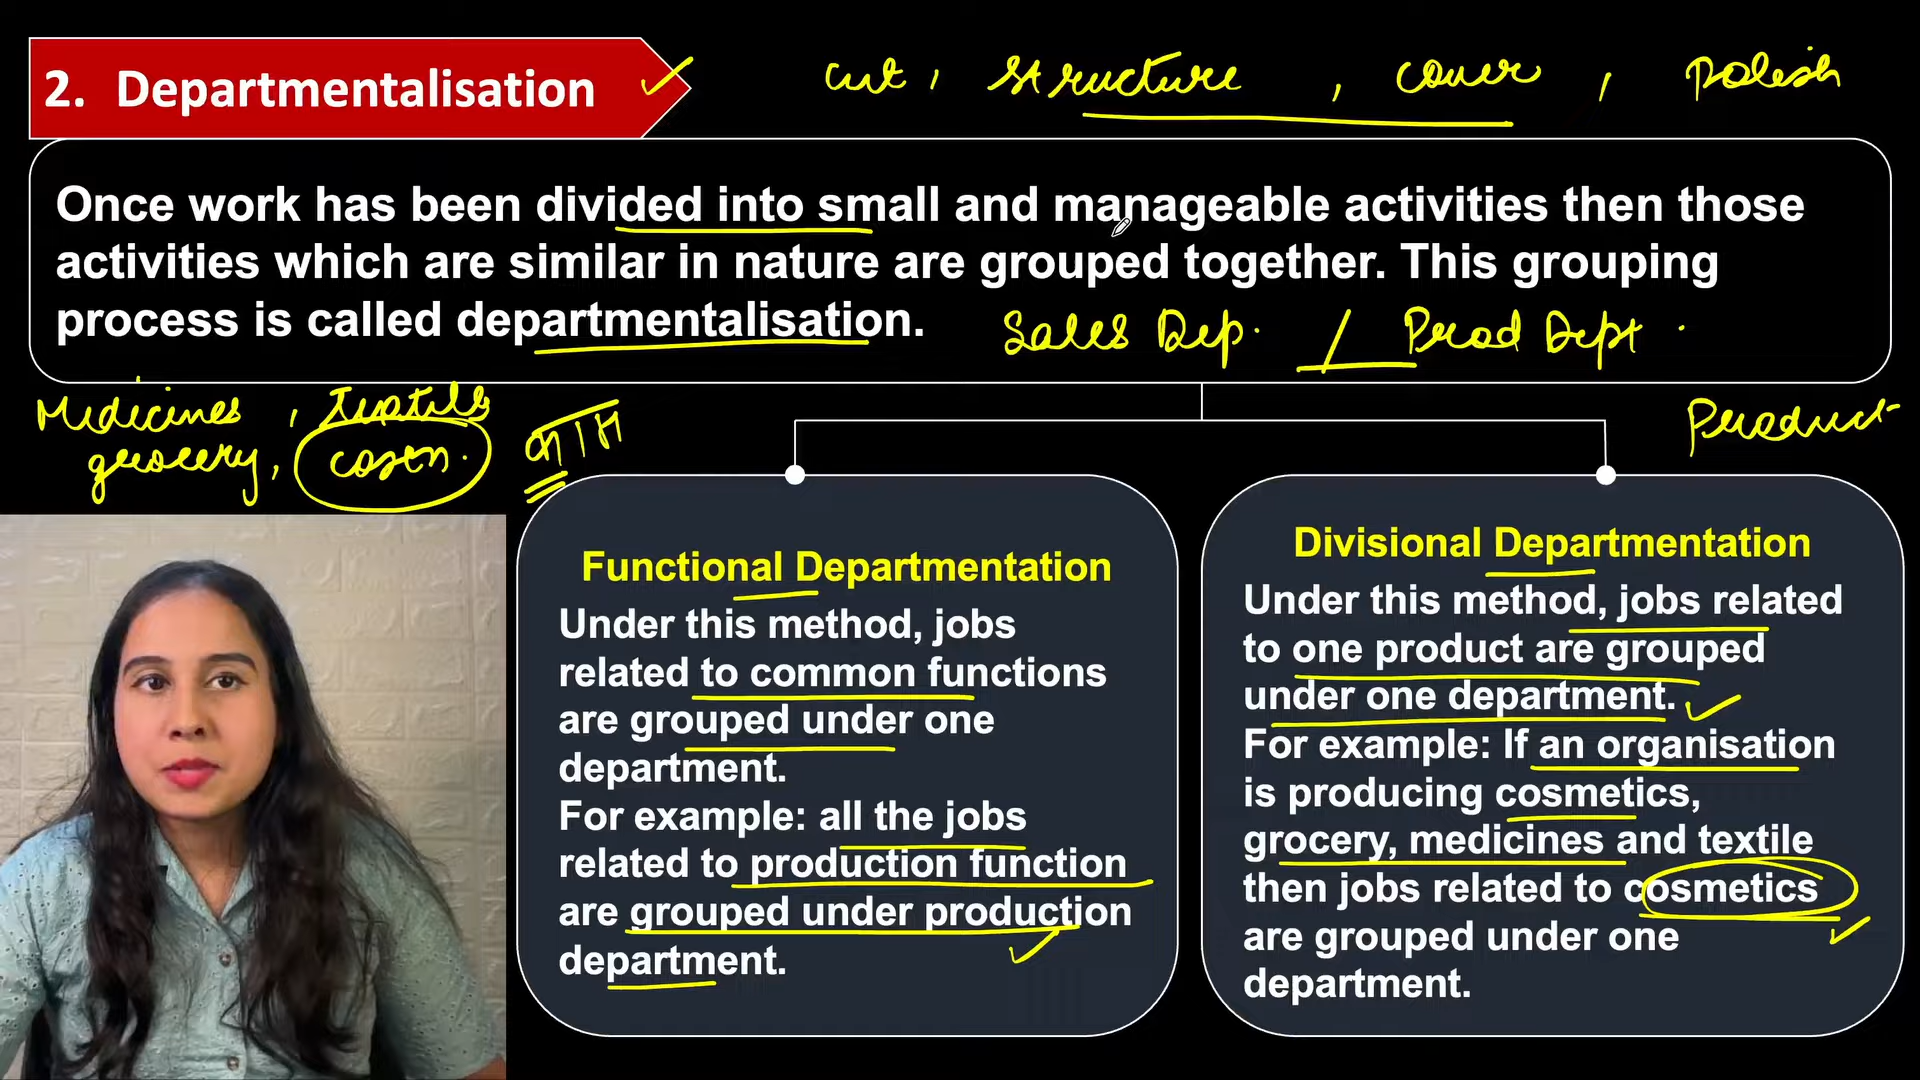 2. Departmentalisation
cut, structure, cover, polish
Once work has been divided into small and manageable activities then those
activities which are similar in nature are grouped together. This grouping
process is called departmentalisation.
Sales Dep. / Prod Dept.
Medicines, Textiles
grocery, cosm.
काम
Product
Functional Departmentation
Under this method, jobs
related to common functions
are grouped under one
department.
For example: all the jobs
related to production function
are grouped under production
department.
Divisional Departmentation
Under this method, jobs related
to one product are grouped
under one department.
For example: If an organisation
is producing cosmetics,
grocery, medicines and textile
then jobs related to cosmetics
are grouped under one
department.